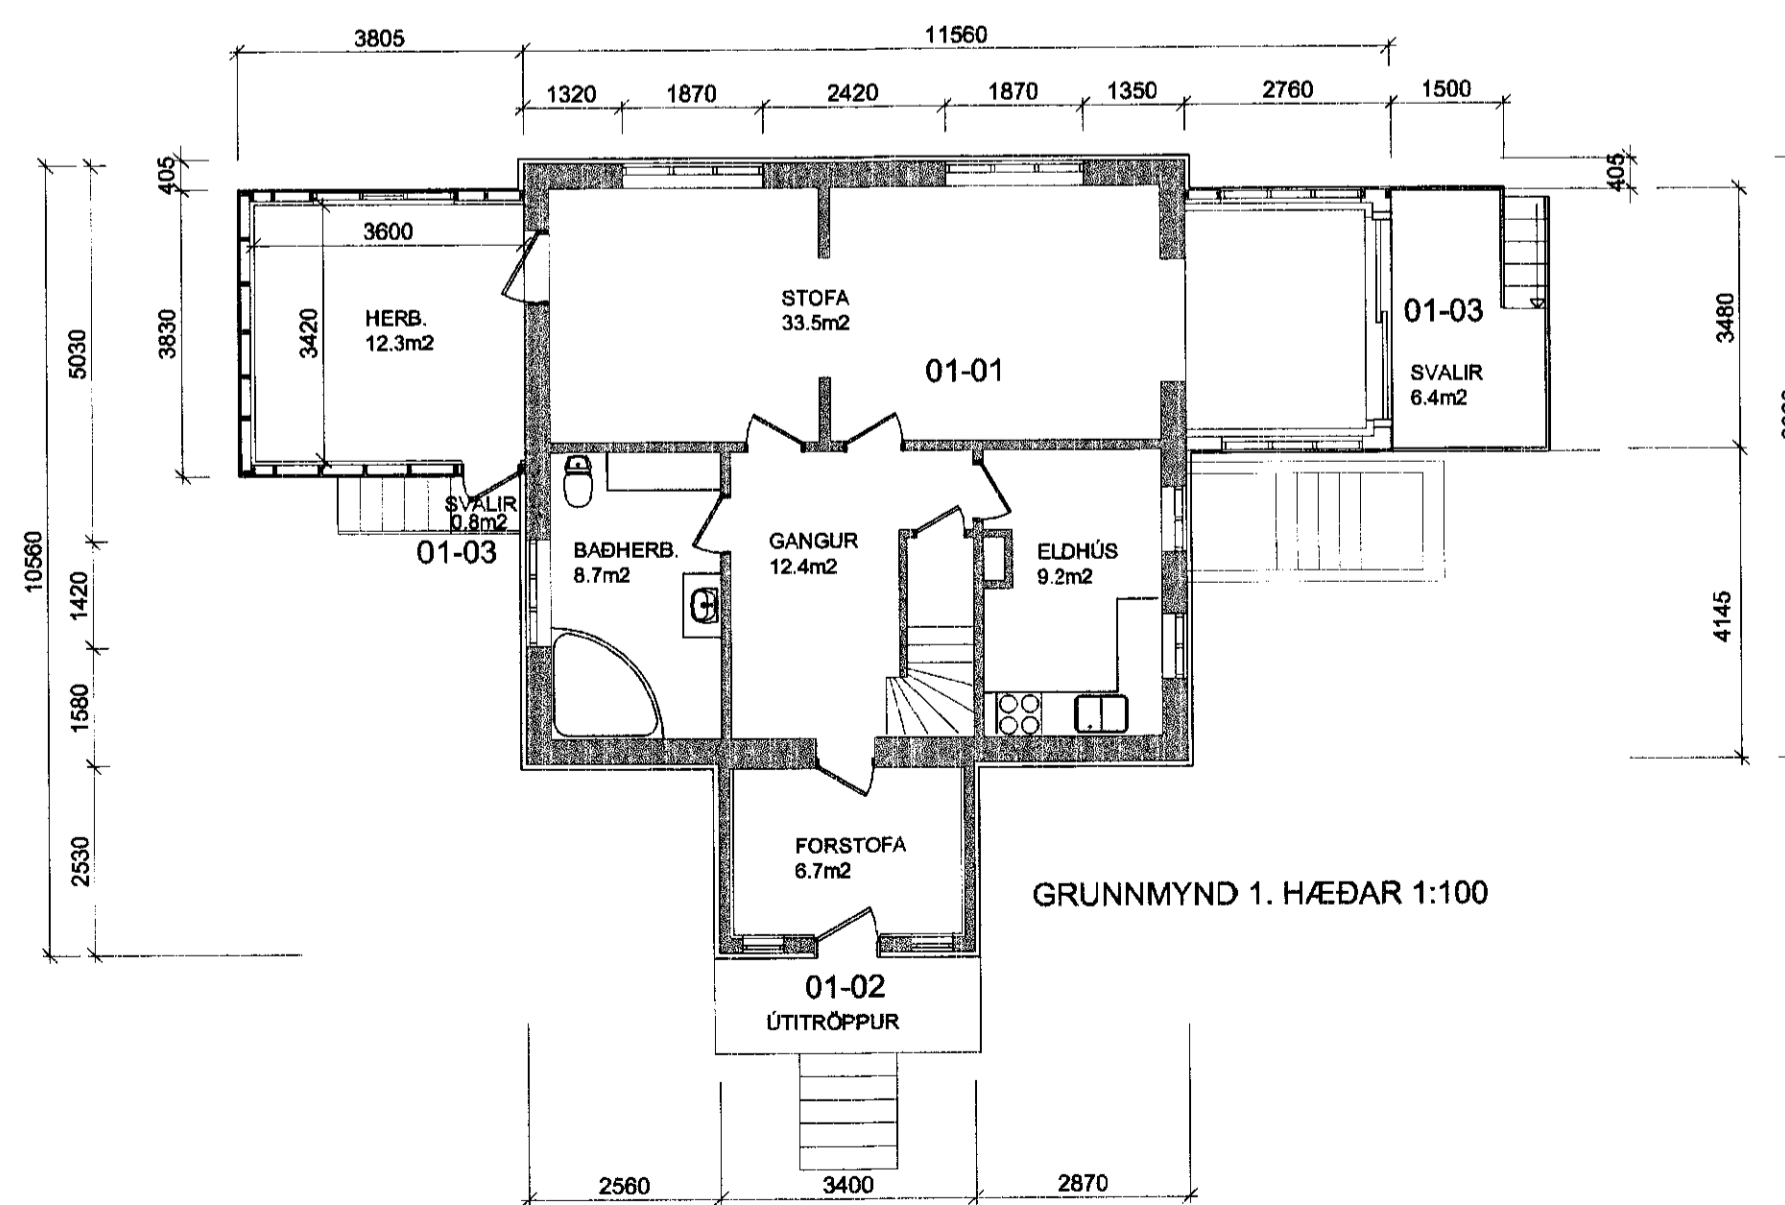 3805
11560
1320
1870
2420
1870
1350
2760
1500
405
405
10560
5030
3830
3420
3600
HERB.
12.3m2
STOFA
33.5m2
01-01
01-03
SVALIR
6.4m2
3480
SVALIR
0.8m2
01-03
BAÐHERB.
8.7m2
GANGUR
12.4m2
ELDHÚS
9.2m2
1420
4145
1580
2530
FORSTOFA
6.7m2
GRUNNMYND 1. HÆÐAR 1:100
01-02
ÚTITRÖPPUR
2560
3400
2870